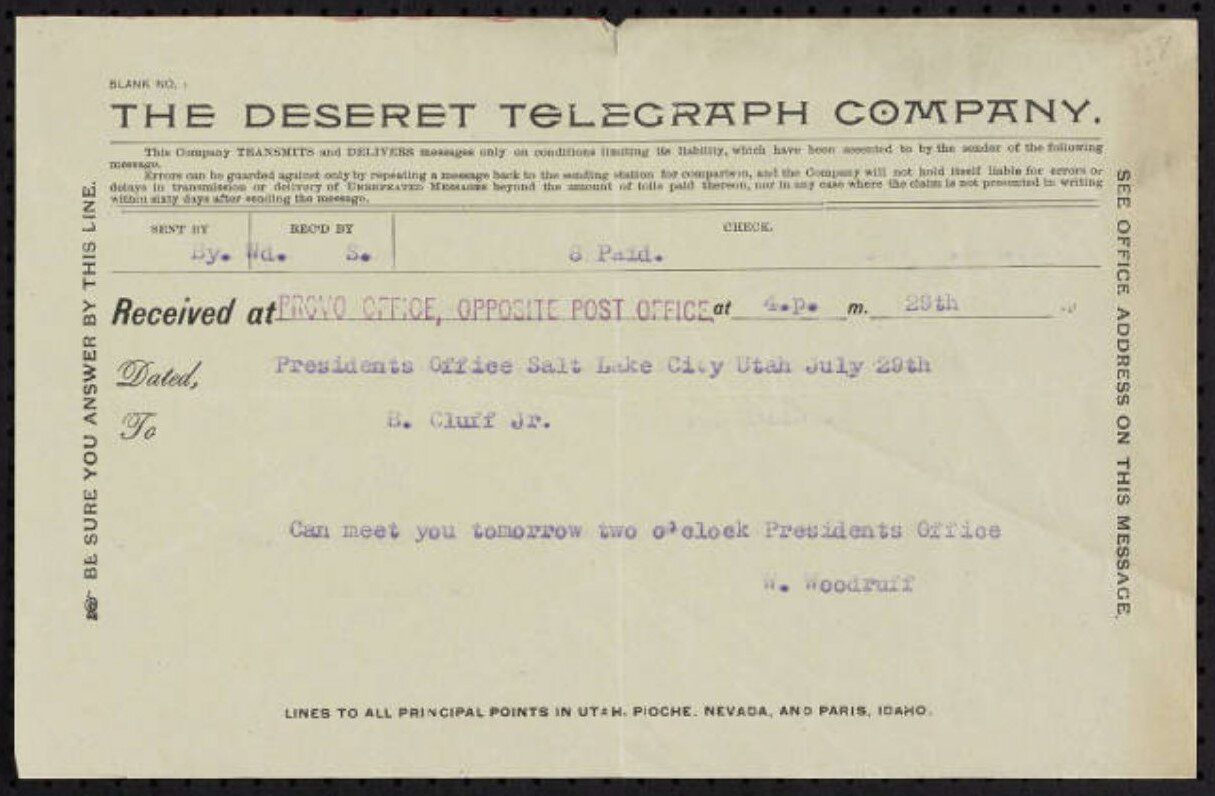 BLANK NO. 1
THE DESERET TELEGRAPH COMPANY.
This Company TRANSMITS and DELIVERS messages only on conditions limiting its liability, which have been assented to by the sender of the following
message.
Errors can be guarded against only by repeating a message back to the sending station for comparison, and the Company will not hold itself liable for errors or
delays in transmission or delivery of UNREPEATED MESSAGES beyond the amount of tolls paid thereon, nor in any case where the claim is not presented in writing
within sixty days after sending the message.
SENT BY REC'D BY CHECK.
By. Wd. S. 8 Paid.
Received at PROVO OFFICE, OPPOSITE POST OFFICE at 4.p. m. 29th
Dated, Presidents Office Salt Lake City Utah July 29th
To B. Cluff Jr.
Can meet you tomorrow two o'clock Presidents Office
W. Woodruff
LINES TO ALL PRINCIPAL POINTS IN UTAH, PIOCHE, NEVADA, AND PARIS, IDAHO.
BE SURE YOU ANSWER BY THIS LINE.
SEE OFFICE ADDRESS ON THIS MESSAGE.